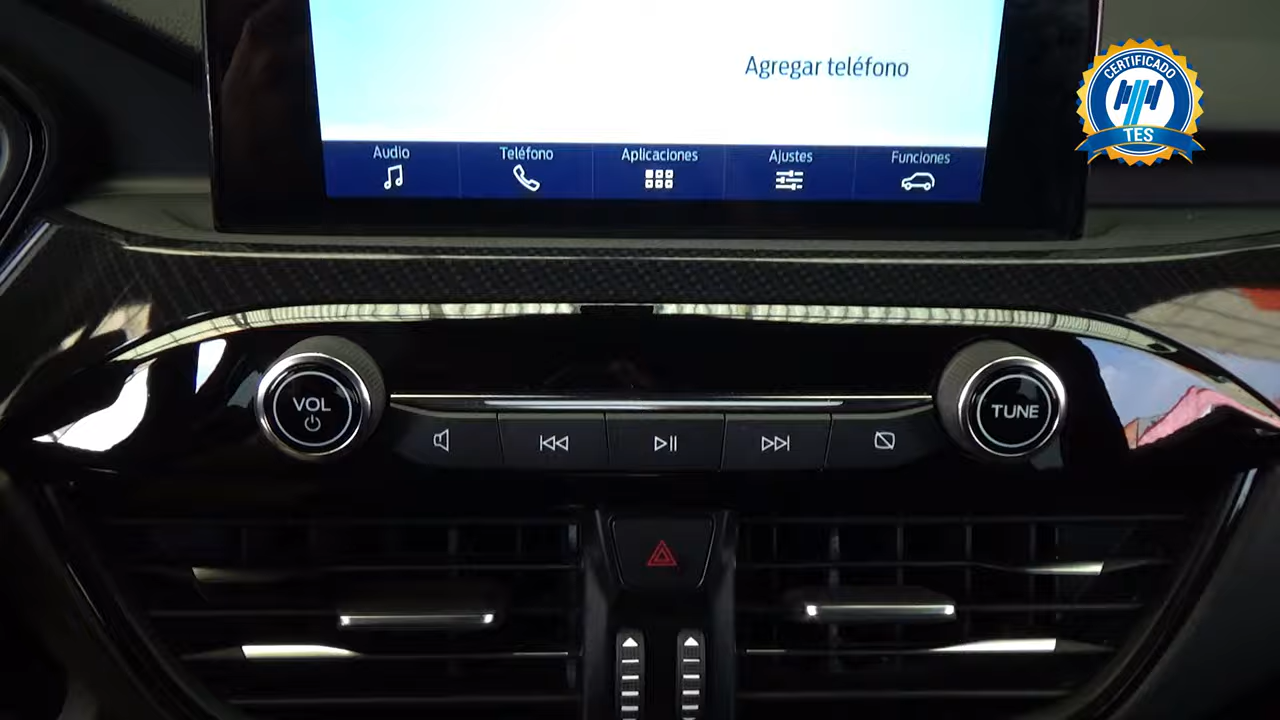 Agregar teléfono
Audio
Teléfono
Aplicaciones
Ajustes
Funciones
CERTIFICADO
TES
VOL
TUNE